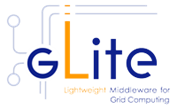 gLite
Lightweight Middleware for
Grid Computing